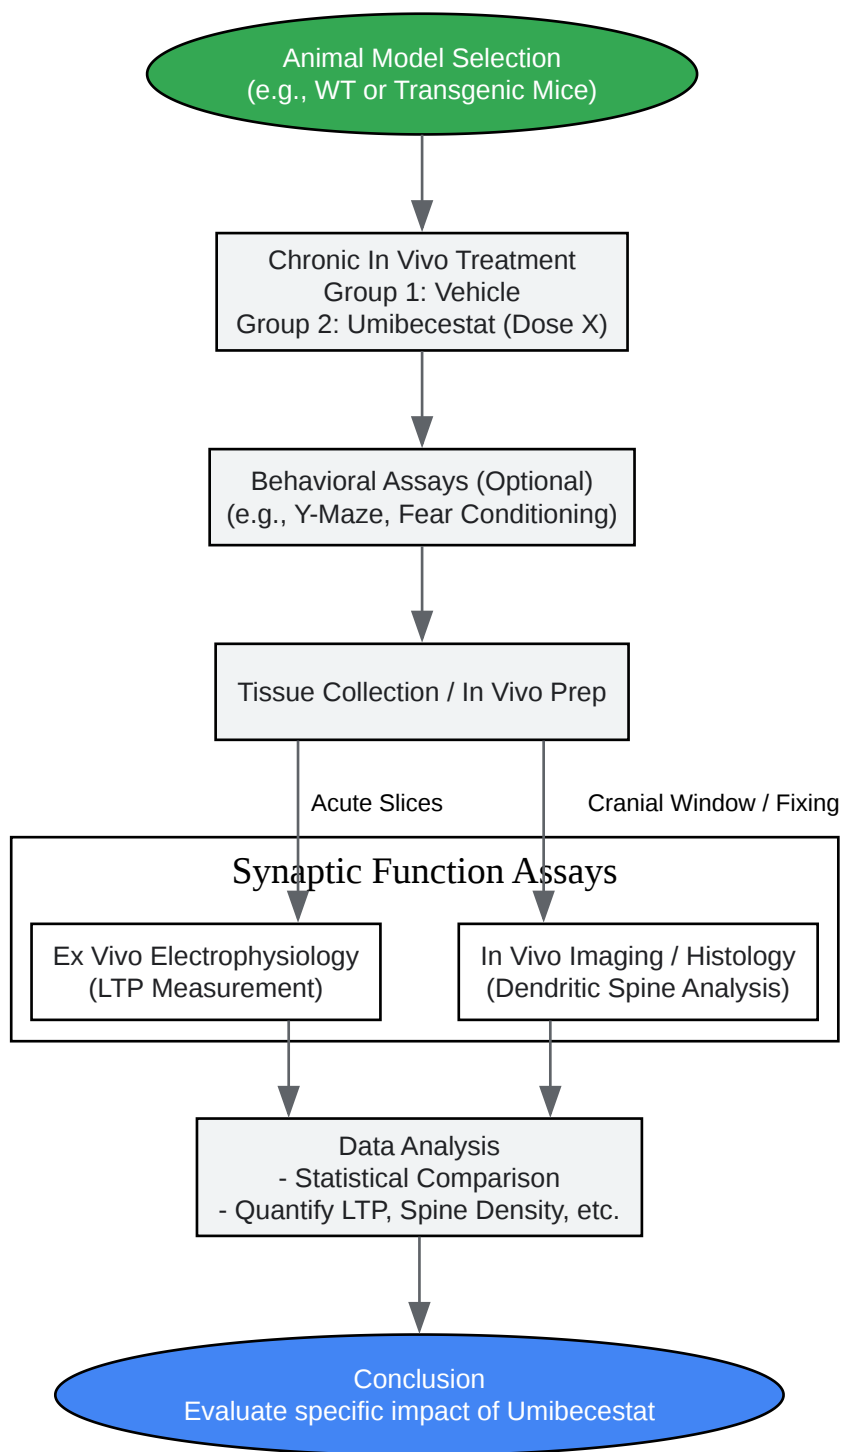 Animal Model Selection
(e.g., WT or Transgenic Mice)
Chronic In Vivo Treatment
Group 1: Vehicle
Group 2: Umibecestat (Dose X)
Behavioral Assays (Optional)
(e.g., Y-Maze, Fear Conditioning)
Tissue Collection / In Vivo Prep
Acute Slices
Cranial Window / Fixing
Synaptic Function Assays
Ex Vivo Electrophysiology
(LTP Measurement)
In Vivo Imaging / Histology
(Dendritic Spine Analysis)
Data Analysis
- Statistical Comparison
- Quantify LTP, Spine Density, etc.
Conclusion
Evaluate specific impact of Umibecestat